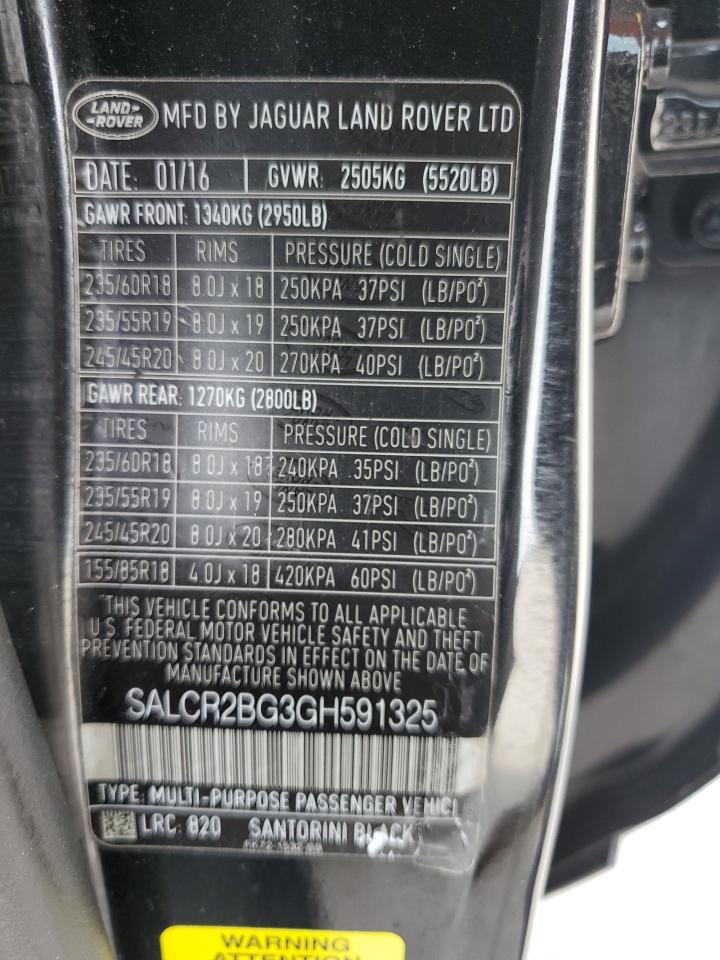 LAND-ROVER MFD BY JAGUAR LAND ROVER LTD
DATE: 01/16 GVWR: 2505KG (5520LB)
GAWR FRONT: 1340KG (2950LB)
TIRES RIMS PRESSURE (COLD SINGLE)
235/60R18 8.0J x 18 250KPA 37PSI (LB/PO²)
235/55R19 8.0J x 19 250KPA 37PSI (LB/PO²)
245/45R20 8.0J x 20 270KPA 40PSI (LB/PO²)
GAWR REAR: 1270KG (2800LB)
TIRES RIMS PRESSURE (COLD SINGLE)
235/60R18 8.0J x 18 240KPA 35PSI (LB/PO²)
235/55R19 8.0J x 19 250KPA 37PSI (LB/PO²)
245/45R20 8.0J x 20 280KPA 41PSI (LB/PO²)
155/85R18 4.0J x 18 420KPA 60PSI (LB/PO²)
THIS VEHICLE CONFORMS TO ALL APPLICABLE
U.S. FEDERAL MOTOR VEHICLE SAFETY AND THEFT
PREVENTION STANDARDS IN EFFECT ON THE DATE OF
MANUFACTURE SHOWN ABOVE
SALCR2BG3GH591325
TYPE: MULTI-PURPOSE PASSENGER VEHICL
LRC: 820 SANTORINI BLACK
WARNING
ATTENTION